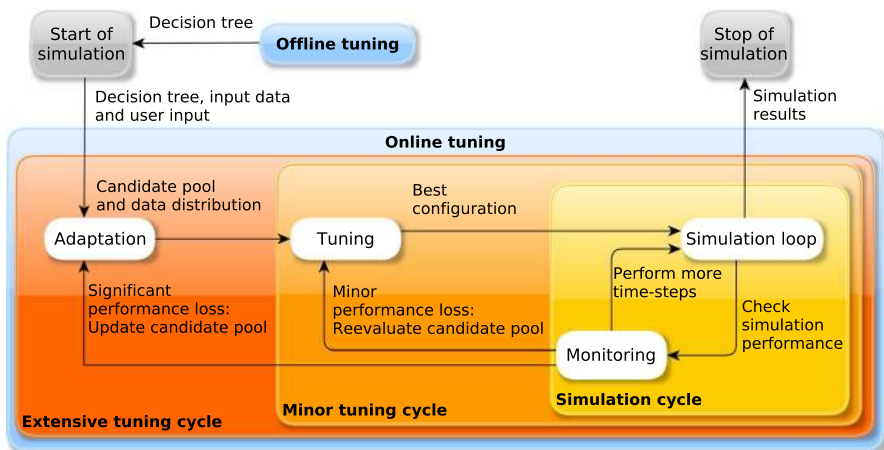 Start of
simulation
Decision tree
Offline tuning
Stop of
simulation
Decision tree, input data
and user input
Simulation
results
Online tuning
Candidate pool
and data distribution
Best
configuration
Adaptation
Tuning
Simulation loop
Significant
performance loss:
Update candidate pool
Minor
performance loss:
Reevaluate candidate pool
Perform more
time-steps
Check
simulation
performance
Monitoring
Extensive tuning cycle
Minor tuning cycle
Simulation cycle